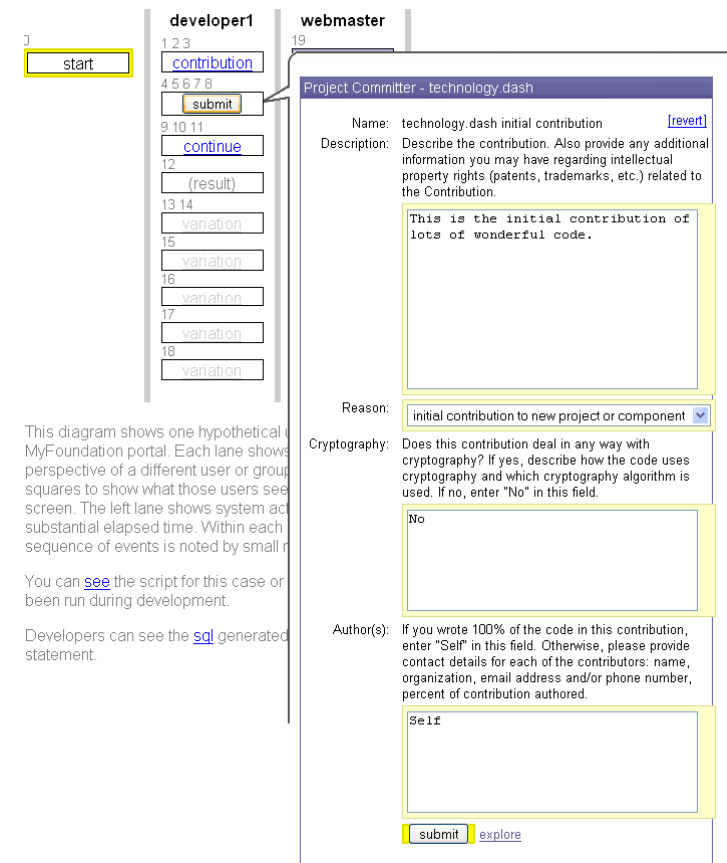 developer1
webmaster
0
start
1 2 3
contribution
4 5 6 7 8
submit
9 10 11
continue
12
(result)
13 14
variation
15
variation
16
variation
17
variation
18
variation
19
This diagram shows one hypothetical
MyFoundation portal. Each lane shows
perspective of a different user or group
squares to show what those users see
screen. The left lane shows system
substantial elapsed time. Within each
sequence of events is noted by small
You can see the script for this case or
been run during development.
Developers can see the sql generated
statement.
Project Committer - technology.dash
Name: technology.dash initial contribution [revert]
Description: Describe the contribution. Also provide any additional
information you may have regarding intellectual
property rights (patents, trademarks, etc.) related to
the Contribution.
This is the initial contribution of
lots of wonderful code.
Reason: initial contribution to new project or component
Cryptography: Does this contribution deal in any way with
cryptography? If yes, describe how the code uses
cryptography and which cryptography algorithm is
used. If no, enter "No" in this field.
No
Author(s): If you wrote 100% of the code in this contribution,
enter "Self" in this field. Otherwise, please provide
contact details for each of the contributors: name,
organization, email address and/or phone number,
percent of contribution authored.
Self
submit explore